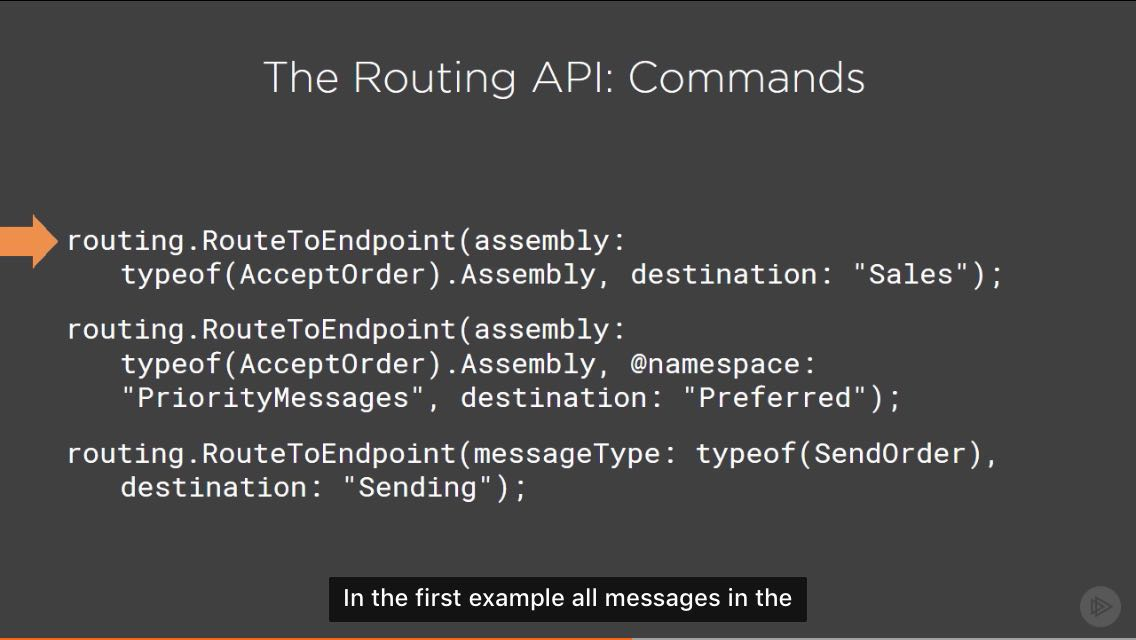 The Routing API: Commands
routing.RouteToEndpoint(assembly:
typeof(AcceptOrder).Assembly, destination: "Sales");
routing.RouteToEndpoint(assembly:
typeof(AcceptOrder).Assembly, @namespace:
"PriorityMessages", destination: "Preferred");
routing.RouteToEndpoint(messageType: typeof(SendOrder),
destination: "Sending");
In the first example all messages in the